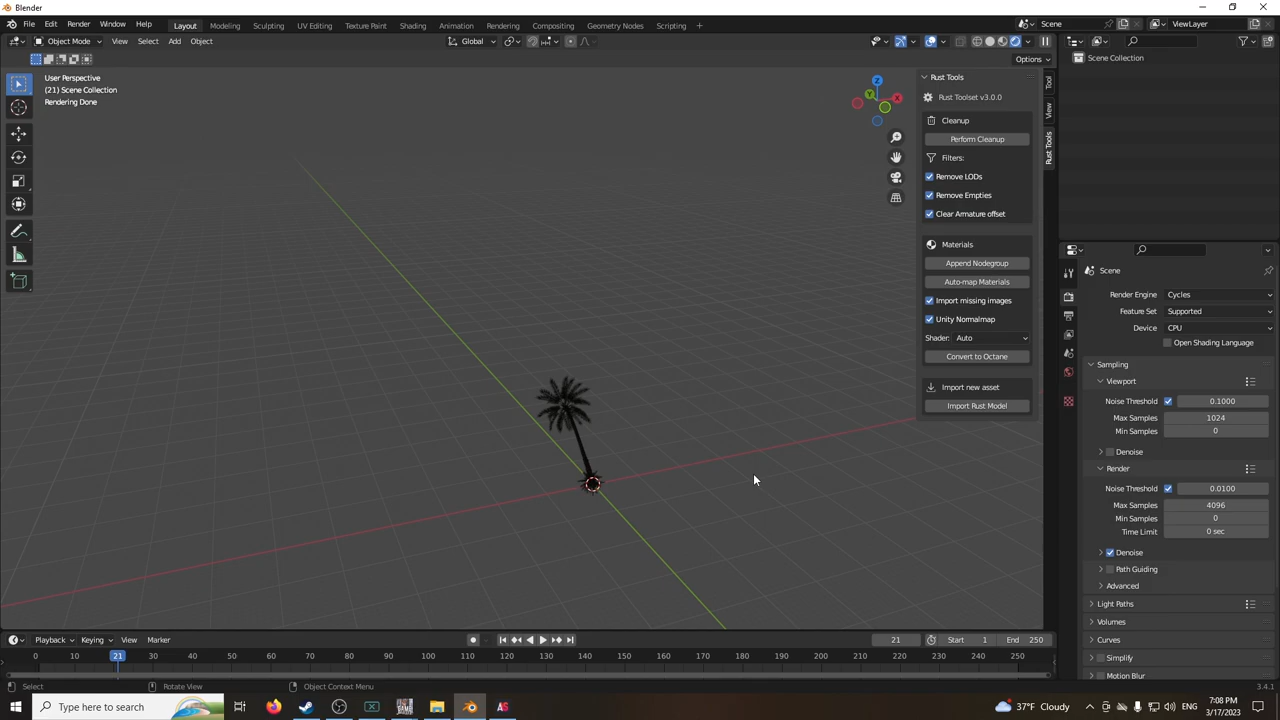 Blender
File Edit Render Window Help Layout Modeling Sculpting UV Editing Texture Paint Shading Animation Rendering Compositing Geometry Nodes Scripting + Scene ViewLayer
Object Mode View Select Add Object Global
Options
User Perspective
(21) Scene Collection
Rendering Done
Z
Y
X
Rust Tools
Rust Toolset v3.0.0
Cleanup
Perform Cleanup
Filters:
Remove LODs
Remove Empties
Clear Armature offset
Materials
Append Nodegroup
Auto-map Materials
Import missing images
Unity Normalmap
Shader: Auto
Convert to Octane
Import new asset
Import Rust Model
Tool
View
Rust Tools
Scene Collection
Scene
Render Engine Cycles
Feature Set Supported
Device CPU
Open Shading Language
Sampling
Viewport
Noise Threshold 0.1000
Max Samples 1024
Min Samples 0
Denoise
Render
Noise Threshold 0.0100
Max Samples 4096
Min Samples 0
Time Limit 0 sec
Denoise
Path Guiding
Advanced
Light Paths
Volumes
Curves
Simplify
Motion Blur
Playback Keying View Marker 21 Start 1 End 250
0 10 21 30 40 50 60 70 80 90 100 110 120 130 140 150 160 170 180 190 200 210 220 230 240 250
Select Rotate View Object Context Menu 3.4.1
Type here to search 37°F Cloudy 7:08 PM
3/17/2023